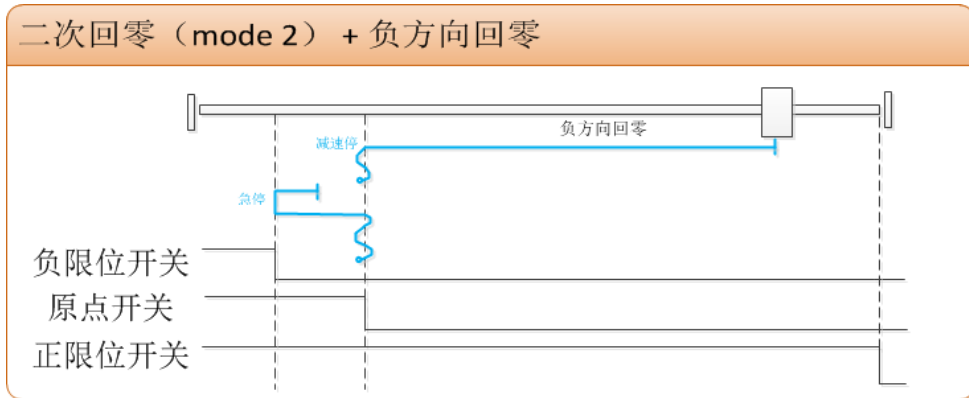 二次回零（mode 2） + 负方向回零
负方向回零
减速停
急停
负限位开关
原点开关
正限位开关